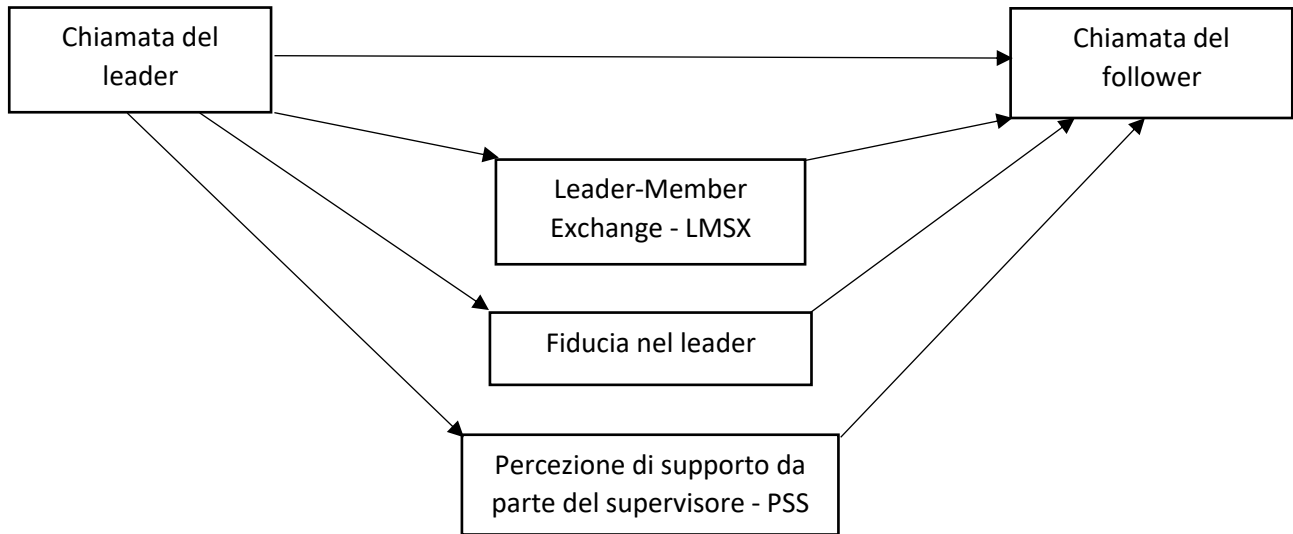 Chiamata del
leader
Chiamata del
follower
Leader-Member
Exchange - LMSX
Fiducia nel leader
Percezione di supporto da
parte del supervisore - PSS